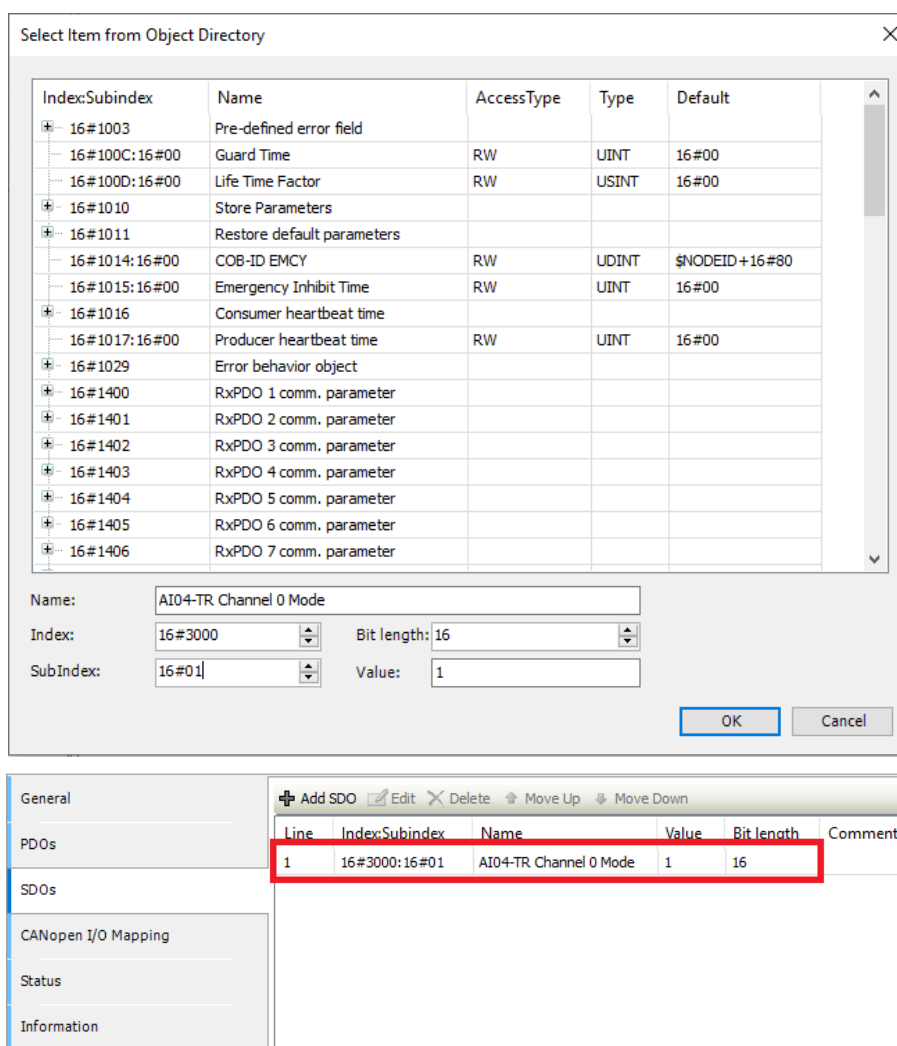 Select Item from Object Directory
Index:Subindex Name AccessType Type Default
16#1003 Pre-defined error field
16#100C:16#00 Guard Time RW UINT 16#00
16#100D:16#00 Life Time Factor RW USINT 16#00
16#1010 Store Parameters
16#1011 Restore default parameters
16#1014:16#00 COB-ID EMCY RW UDINT $NODEID+16#80
16#1015:16#00 Emergency Inhibit Time RW UINT 16#00
16#1016 Consumer heartbeat time
16#1017:16#00 Producer heartbeat time RW UINT 16#00
16#1029 Error behavior object
16#1400 RxPDO 1 comm. parameter
16#1401 RxPDO 2 comm. parameter
16#1402 RxPDO 3 comm. parameter
16#1403 RxPDO 4 comm. parameter
16#1404 RxPDO 5 comm. parameter
16#1405 RxPDO 6 comm. parameter
16#1406 RxPDO 7 comm. parameter
Name: AI04-TR Channel 0 Mode
Index: 16#3000 Bit length: 16
SubIndex: 16#01 Value: 1
OK Cancel
General
PDOs
SDOs
CANopen I/O Mapping
Status
Information
Add SDO Edit Delete Move Up Move Down
Line Index:Subindex Name Value Bit length Comment
1 16#3000:16#01 AI04-TR Channel 0 Mode 1 16